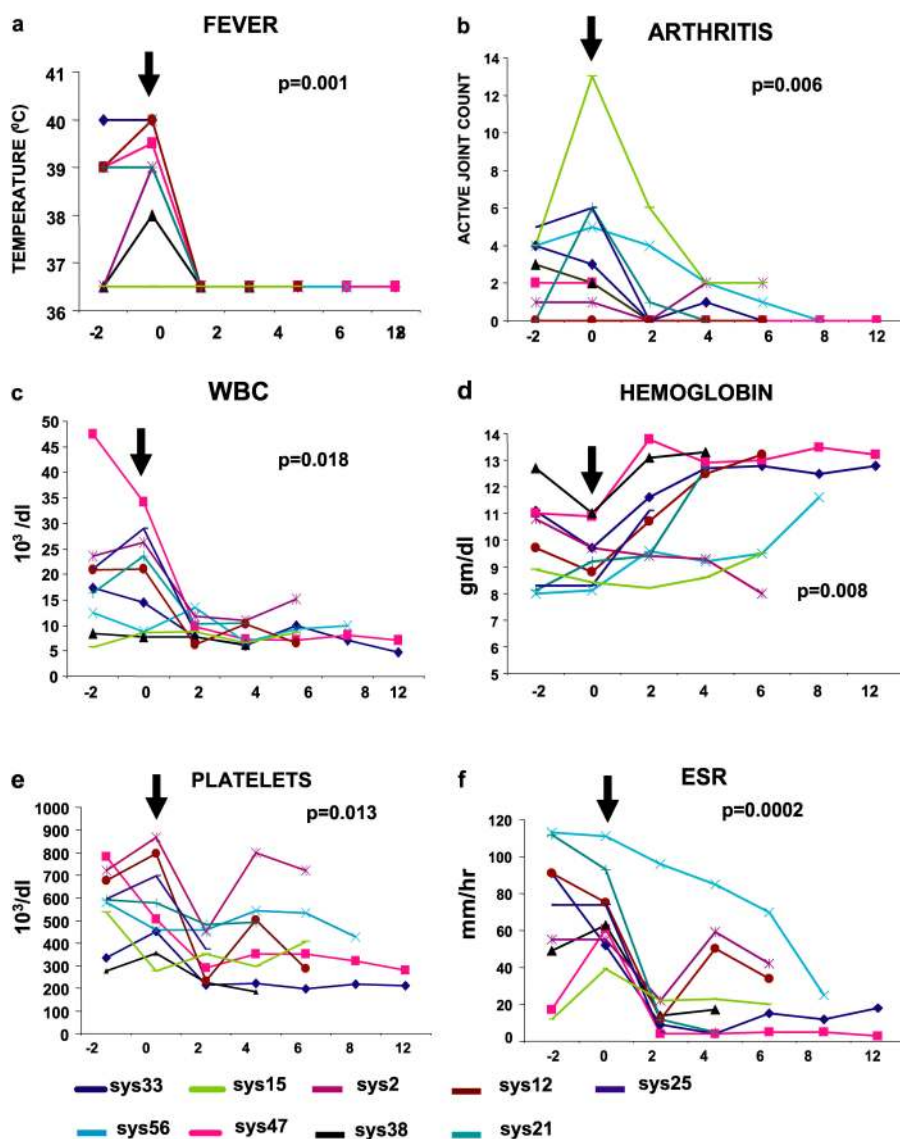 a FEVER
p=0.001
TEMPERATURE (⁰C)
41
40
39
38
37
36
-2 0 2 4 6
b ARTHRITIS
p=0.006
ACTIVE JOINT COUNT
14
12
10
8
6
4
2
0
-2 0 2 4 6 8 12
c WBC
p=0.018
10³ /dl
50
45
40
35
30
25
20
15
10
5
0
-2 0 2 4 6 8 12
d HEMOGLOBIN
p=0.008
gm/dl
14
13
12
11
10
9
8
7
6
5
-2 0 2 4 6 8 12
e PLATELETS
p=0.013
10³/dl
1000
900
800
700
600
500
400
300
200
100
0
-2 0 2 4 6 8 12
f ESR
p=0.0002
mm/hr
120
100
80
60
40
20
0
-2 0 2 4 6 8 12
sys33 sys15 sys2 sys12 sys25
sys56 sys47 sys38 sys21